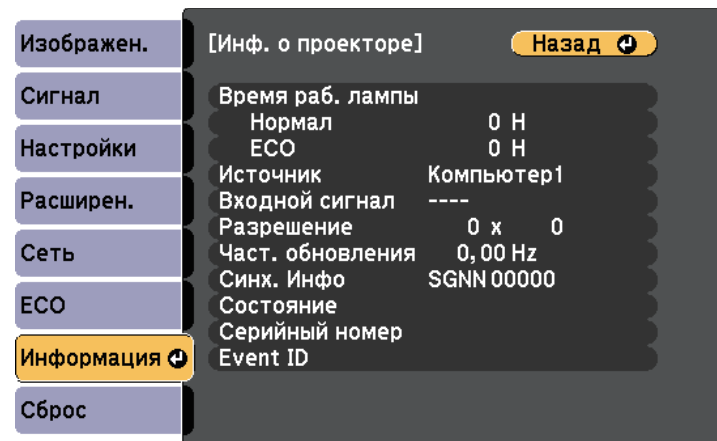 Изображен.
Сигнал
Настройки
Расширен.
Сеть
ECO
Информация
Сброс
[Инф. о проекторе]
Назад
Время раб. лампы
Нормал 0 H
ECO 0 H
Источник Компьютер1
Входной сигнал ----
Разрешение 0 x 0
Част. обновления 0,00 Hz
Синх. Инфо SGNN 00000
Состояние
Серийный номер
Event ID